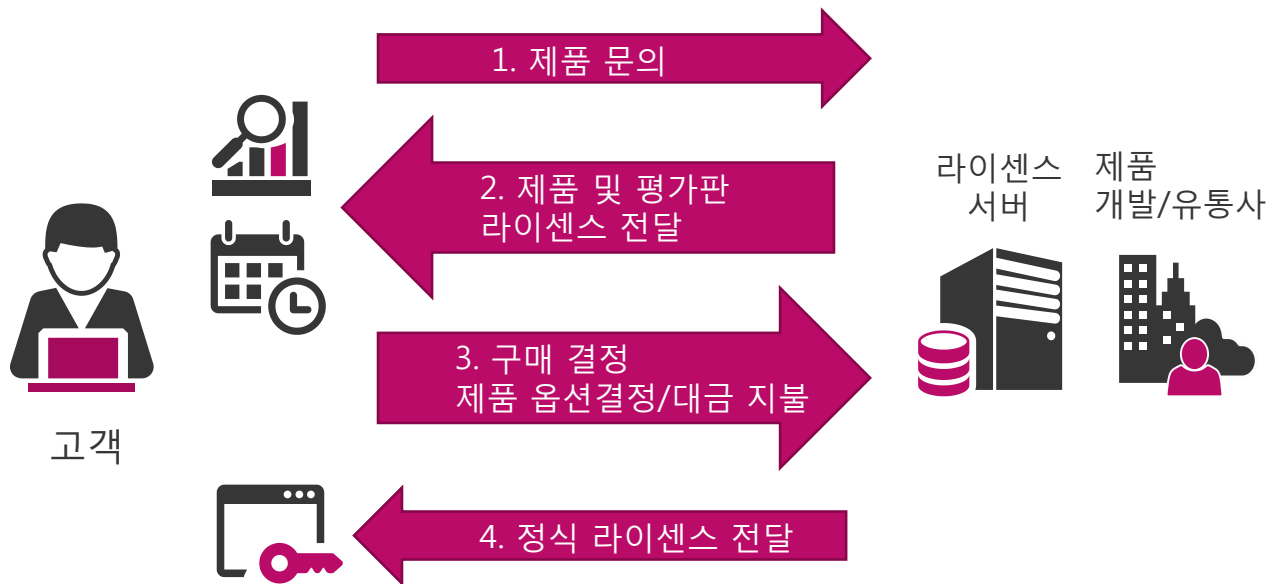 1. 제품 문의
2. 제품 및 평가판
라이센스 전달
라이센스
서버
제품
개발/유통사
3. 구매 결정
제품 옵션결정/대금 지불
고객
4. 정식 라이센스 전달